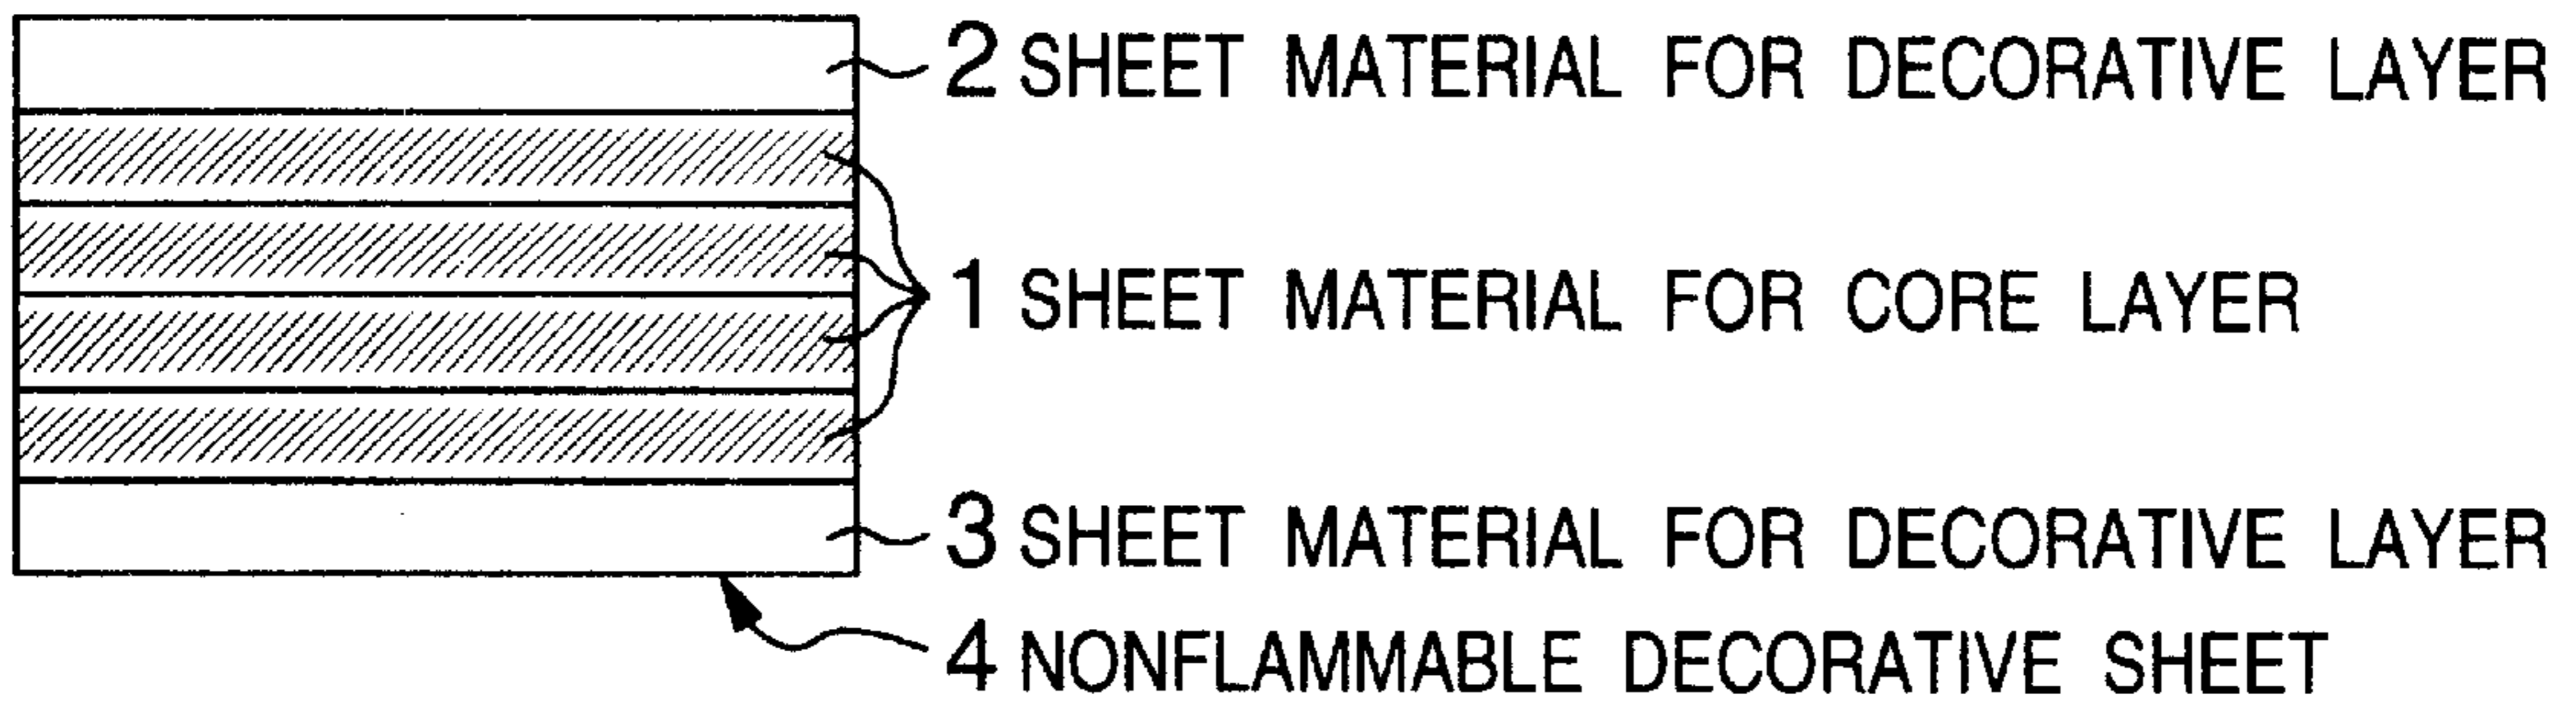 2 SHEET MATERIAL FOR DECORATIVE LAYER
1 SHEET MATERIAL FOR CORE LAYER
3 SHEET MATERIAL FOR DECORATIVE LAYER
4 NONFLAMMABLE DECORATIVE SHEET